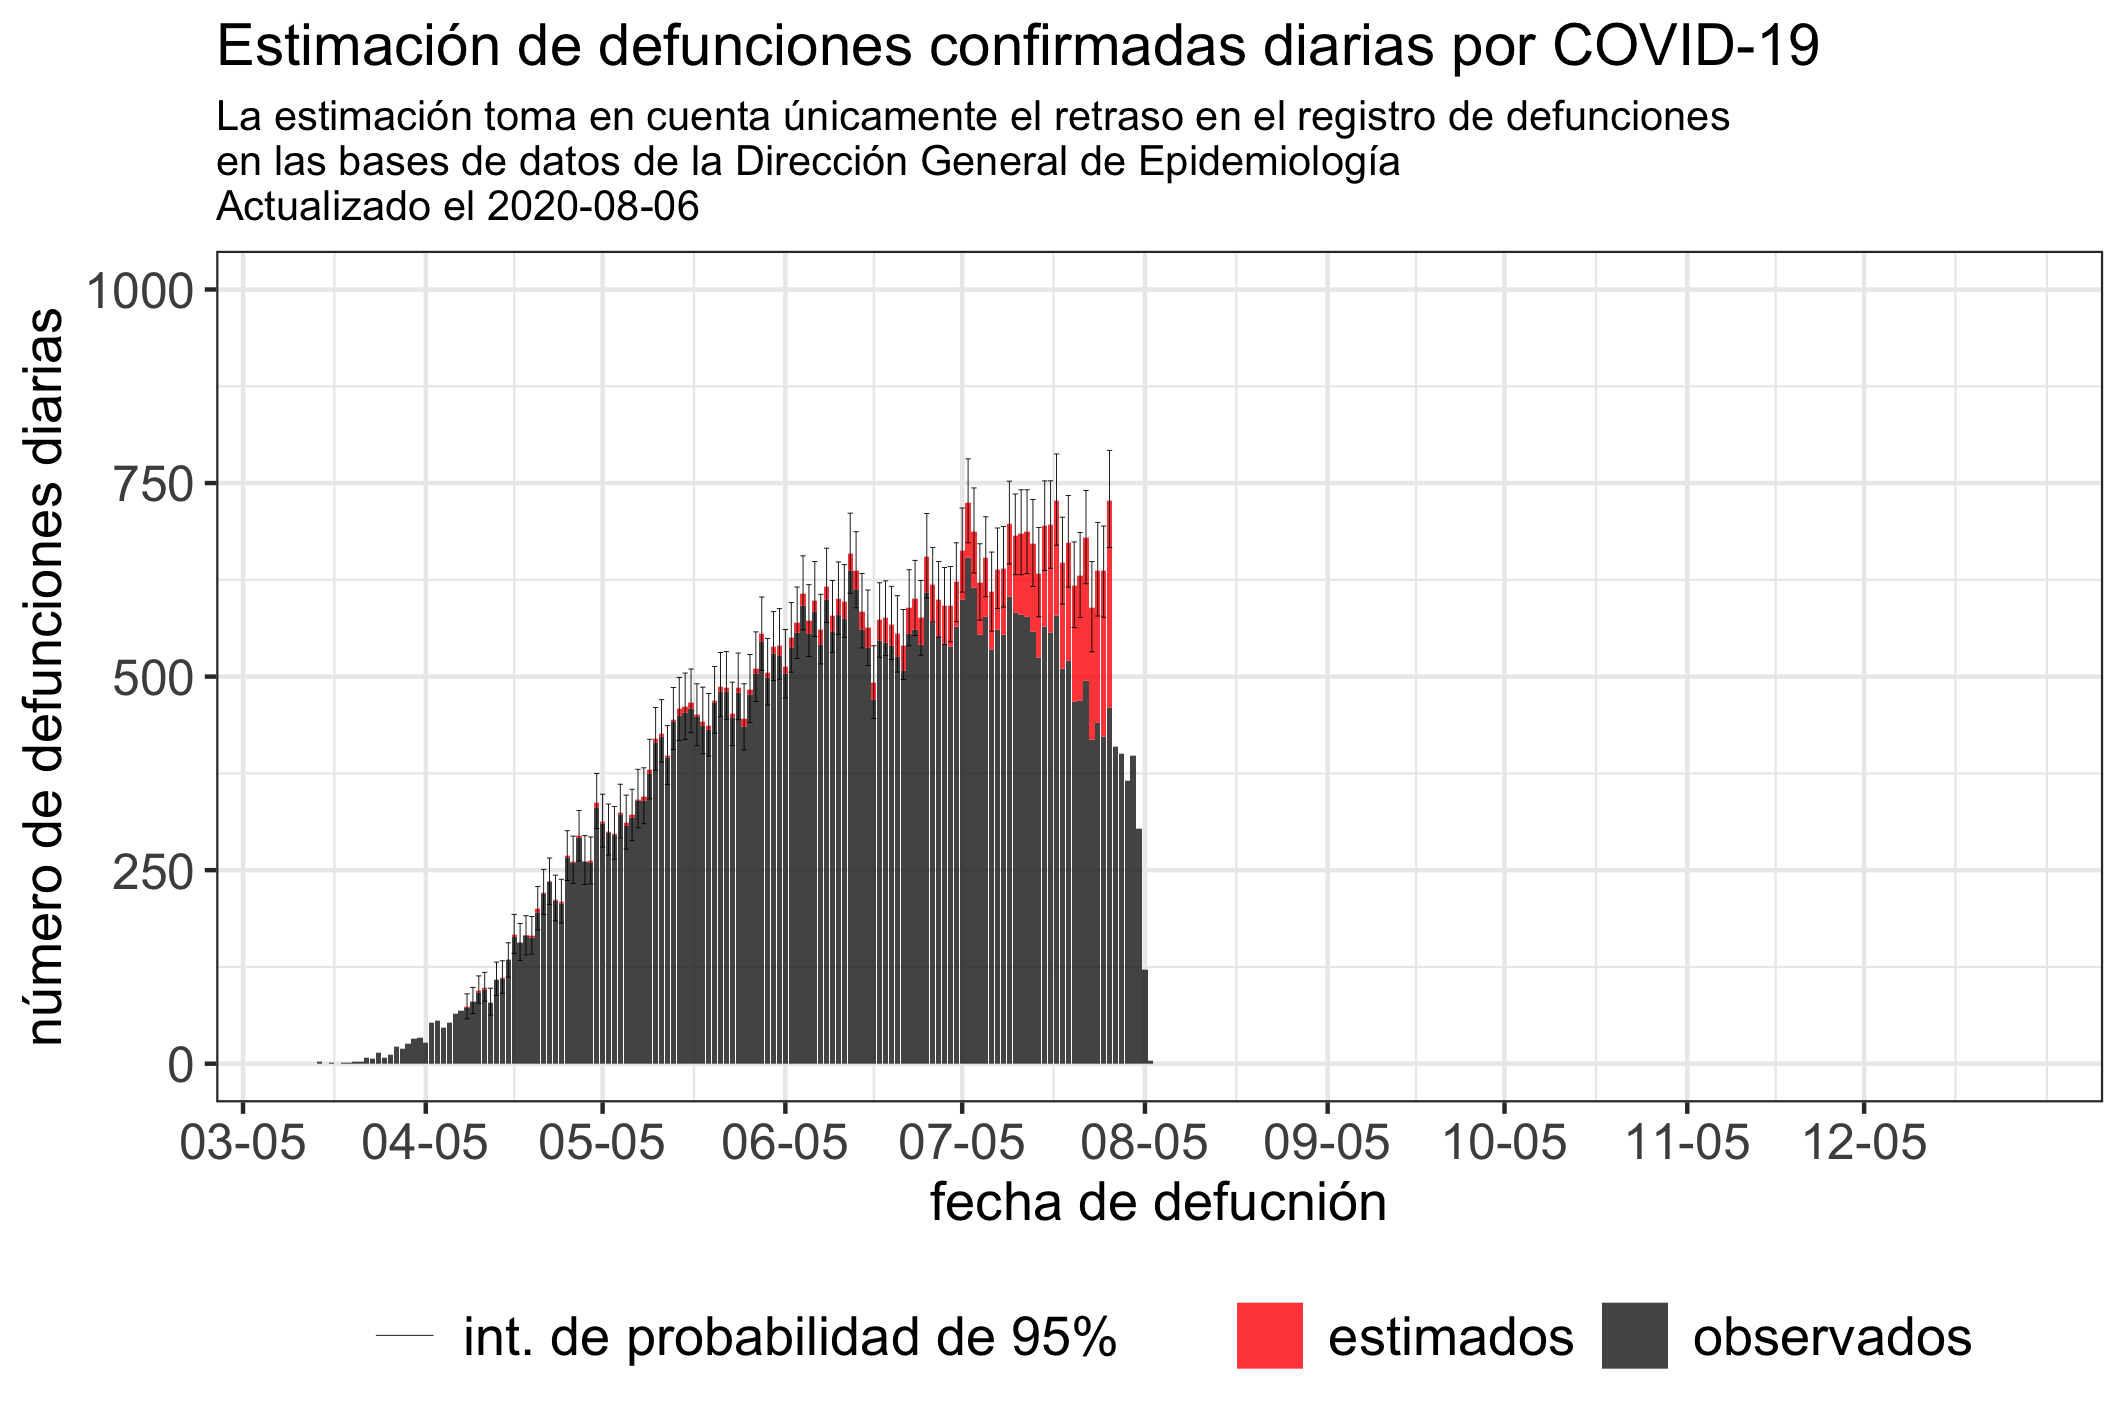 Estimación de defunciones confirmadas diarias por COVID-19
La estimación toma en cuenta únicamente el retraso en el registro de defunciones
en las bases de datos de la Dirección General de Epidemiología
Actualizado el 2020-08-06
número de defunciones diarias
1000
750
500
250
0
03-05 04-05 05-05 06-05 07-05 08-05 09-05 10-05 11-05 12-05
fecha de defucnión
int. de probabilidad de 95% estimados observados